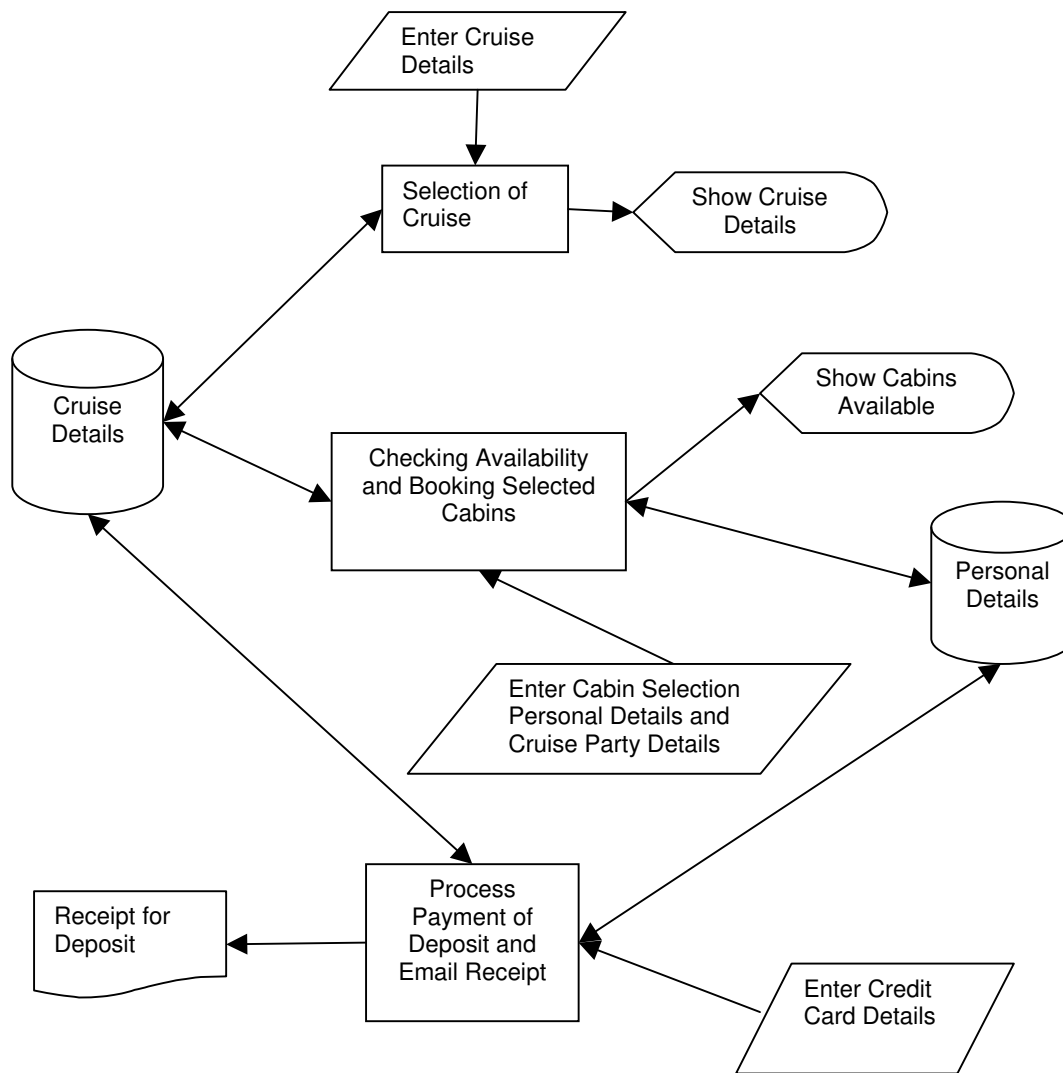 Enter Cruise
Details
Selection of
Cruise
Show Cruise
Details
Cruise
Details
Show Cabins
Available
Checking Availability
and Booking Selected
Cabins
Personal
Details
Enter Cabin Selection
Personal Details and
Cruise Party Details
Process
Payment of
Deposit and
Email Receipt
Receipt for
Deposit
Enter Credit
Card Details